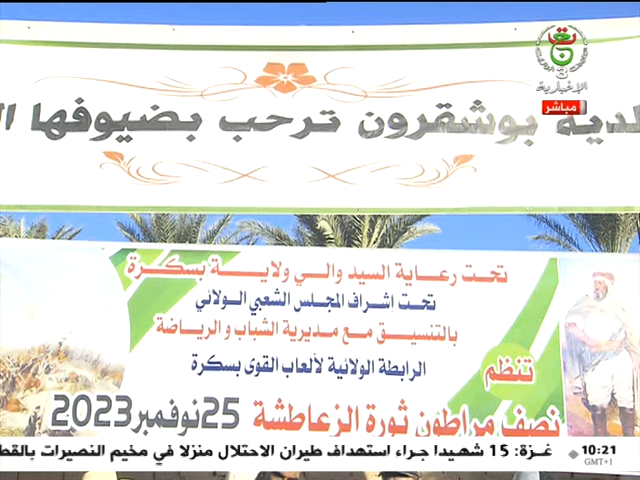 الإخبارية
مباشر
لدية بوشقرون ترحب بضيوفها ال
تحت رعاية السيد والي ولاية بسكرة
تحت اشراف المجلس الشعبي الولائي
بالتنسيق مع مديرية الشباب و الرياضة
الرابطة الولائية لألعاب القوى بسكرة
تنظم
نصف مراطون ثورة الزعاطشة 25 نوفمبر 2023
غزة: 15 شهيدا جراء استهداف طيران الاحتلال منزلا في مخيم النصيرات بالقط
10:21
GMT+1